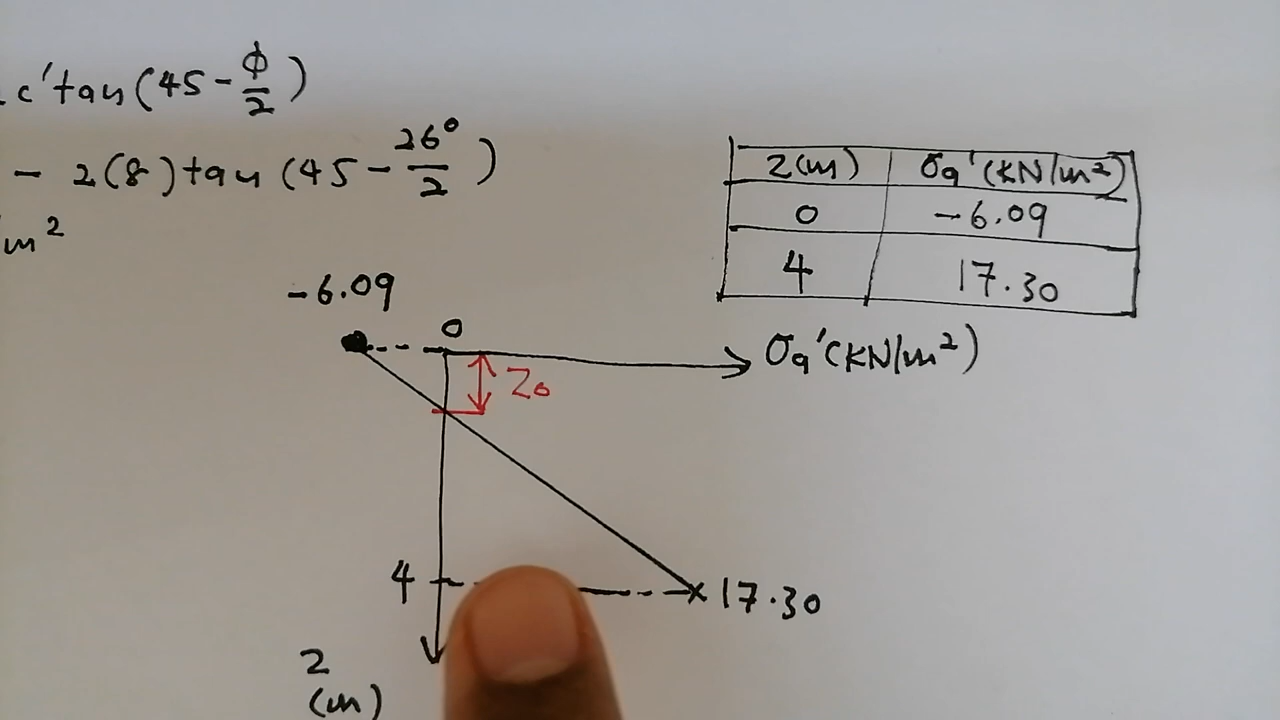 c'tan(45-ϕ/2)
- 2(8)tan(45-26°/2)
/m²
z(m) σa'(kN/m²)
0 -6.09
4 17.30
-6.09
0
σa'(kN/m²)
z₀
4
17.30
z
(m)